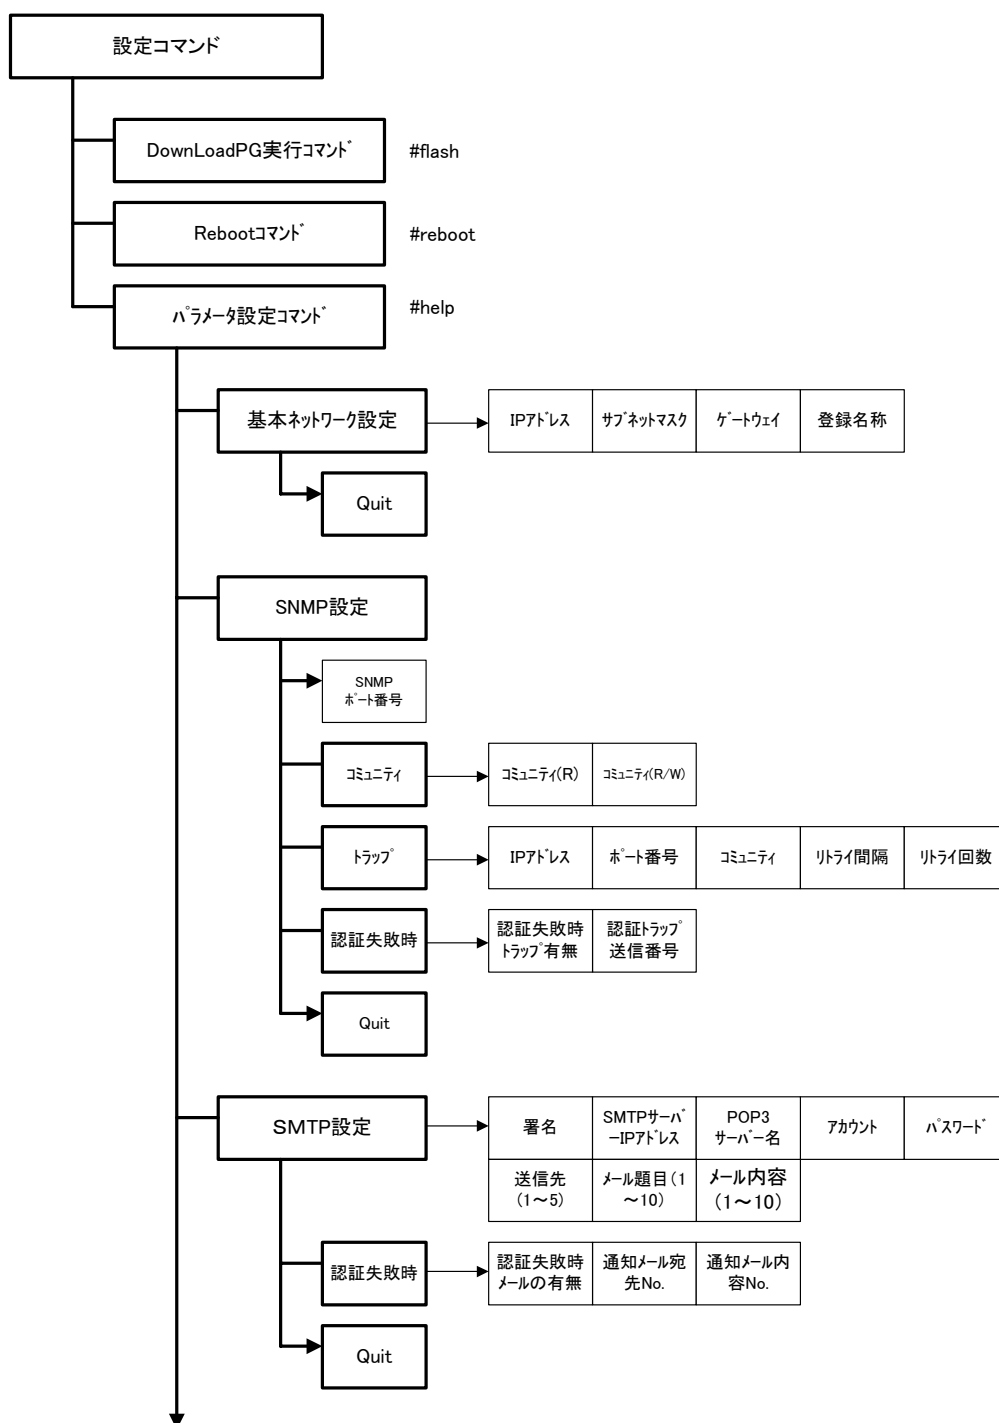 設定コマンド
DownLoadPG実行ｺﾏﾝﾄﾞ
#flash
Rebootｺﾏﾝﾄﾞ
#reboot
ﾊﾟﾗﾒｰﾀ設定ｺﾏﾝﾄﾞ
#help
基本ﾈｯﾄﾜｰｸ設定
IPｱﾄﾞﾚｽ
ｻﾌﾞﾈｯﾄﾏｽｸ
ｹﾞｰﾄｳｪｲ
登録名称
Quit
SNMP設定
SNMP
ﾎﾟｰﾄ番号
ｺﾐｭﾆﾃｨ
ｺﾐｭﾆﾃｨ(R)
ｺﾐｭﾆﾃｨ(R/W)
ﾄﾗｯﾌﾟ
IPｱﾄﾞﾚｽ
ﾎﾟｰﾄ番号
ｺﾐｭﾆﾃｨ
ﾘﾄﾗｲ間隔
ﾘﾄﾗｲ回数
認証失敗時
認証失敗時
ﾄﾗｯﾌﾟ有無
認証ﾄﾗｯﾌﾟ
送信番号
Quit
SMTP設定
署名
SMTPｻｰﾊﾞ
ｰIPｱﾄﾞﾚｽ
POP3
ｻｰﾊﾞｰ名
ｱｶｳﾝﾄ
ﾊﾟｽﾜｰﾄﾞ
送信先
(1～5)
ﾒｰﾙ題目(1
～10)
ﾒｰﾙ内容
(1～10)
認証失敗時
認証失敗時
ﾒｰﾙの有無
通知ﾒｰﾙ宛
先No.
通知ﾒｰﾙ内
容No.
Quit